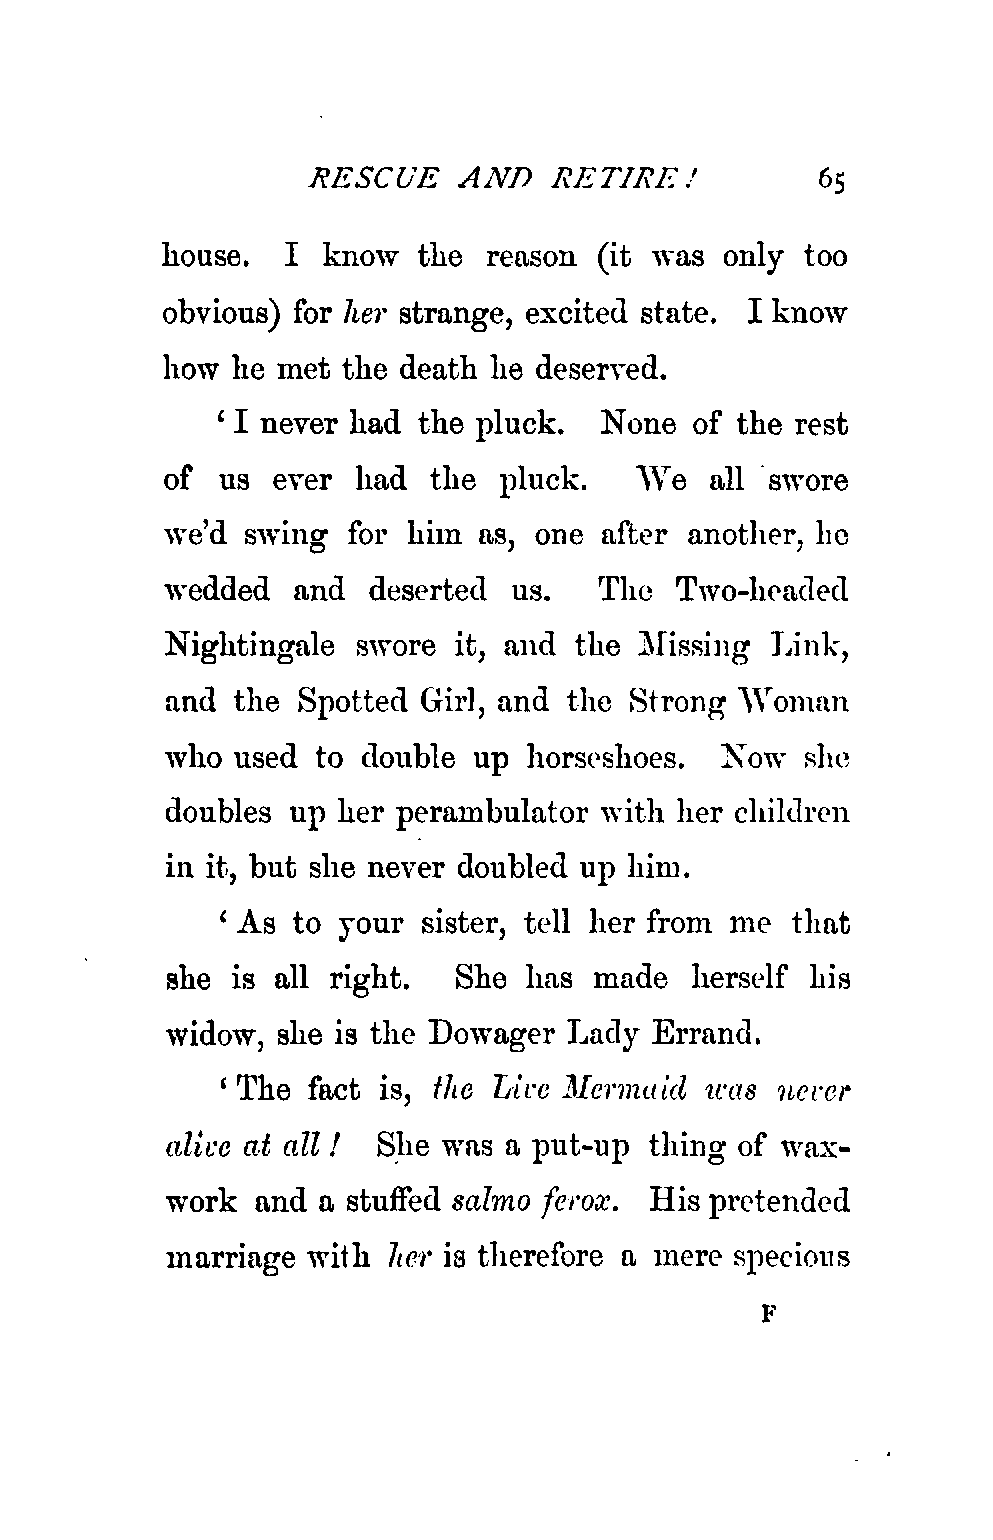 RESCUE AND RETIRE! 65
house. I know the reason (it was only too
obvious) for her strange, excited state. I know
how he met the death he deserved.
‘I never had the pluck. None of the rest
of us ever had the pluck. We all swore
we’d swing for him as, one after another, he
wedded and deserted us. The Two-headed
Nightingale swore it, and the Missing Link,
and the Spotted Girl, and the Strong Woman
who used to double up horseshoes. Now she
doubles up her perambulator with her children
in it, but she never doubled up him.
‘As to your sister, tell her from me that
she is all right. She has made herself his
widow, she is the Dowager Lady Errand.
‘The fact is, the Live Mermaid was never
alive at all! She was a put-up thing of wax-
work and a stuffed salmo ferox. His pretended
marriage with her is therefore a mere specious
F